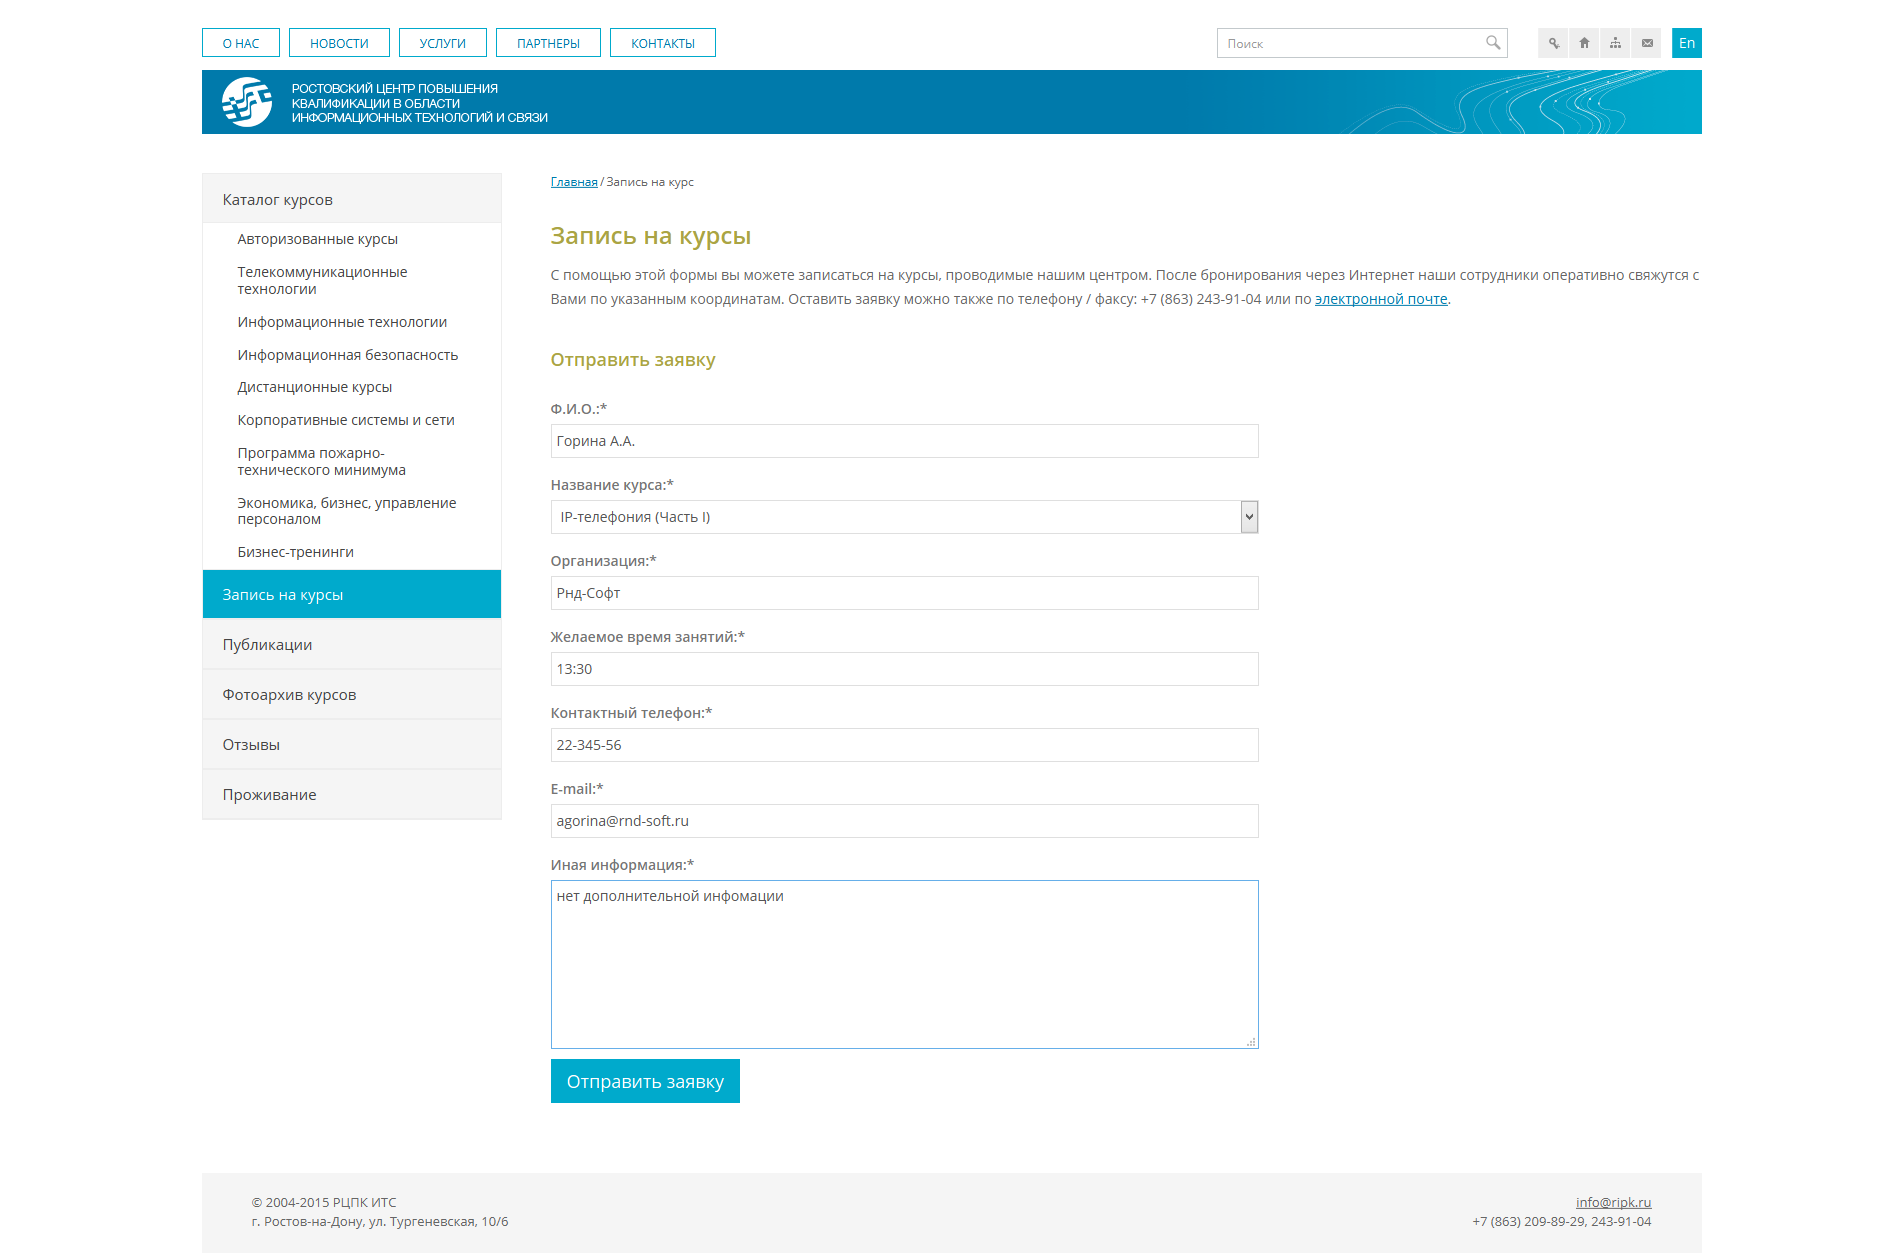 О НАС
НОВОСТИ
УСЛУГИ
ПАРТНЕРЫ
КОНТАКТЫ
Поиск
En
РОСТОВСКИЙ ЦЕНТР ПОВЫШЕНИЯ
КВАЛИФИКАЦИИ В ОБЛАСТИ
ИНФОРМАЦИОННЫХ ТЕХНОЛОГИЙ И СВЯЗИ
Каталог курсов
Авторизованные курсы
Телекоммуникационные
технологии
Информационные технологии
Информационная безопасность
Дистанционные курсы
Корпоративные системы и сети
Программа пожарно-
технического минимума
Экономика, бизнес, управление
персоналом
Бизнес-тренинги
Запись на курсы
Публикации
Фотоархив курсов
Отзывы
Проживание
Главная / Запись на курс
Запись на курсы
С помощью этой формы вы можете записаться на курсы, проводимые нашим центром. После бронирования через Интернет наши сотрудники оперативно свяжутся с
Вами по указанным координатам. Оставить заявку можно также по телефону / факсу: +7 (863) 243-91-04 или по электронной почте.
Отправить заявку
Ф.И.О.:*
Горина А.А.
Название курса:*
IP-телефония (Часть I)
Организация:*
Рнд-Софт
Желаемое время занятий:*
13:30
Контактный телефон:*
22-345-56
E-mail:*
agorina@rnd-soft.ru
Иная информация:*
нет дополнительной инфомации
Отправить заявку
© 2004-2015 РЦПК ИТС
г. Ростов-на-Дону, ул. Тургеневская, 10/6
info@ripk.ru
+7 (863) 209-89-29, 243-91-04